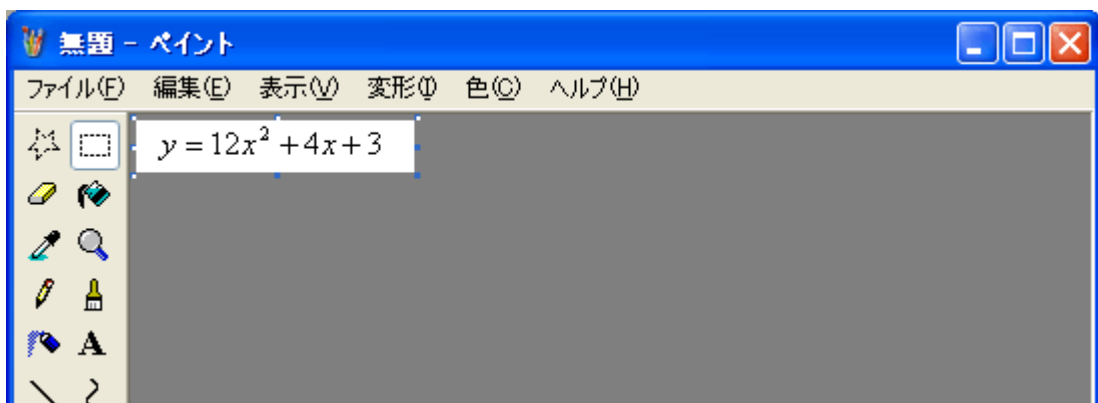 無題 - ペイント
ファイル(F) 編集(E) 表示(V) 変形(I) 色(C) ヘルプ(H)
y = 12x² + 4x + 3
A